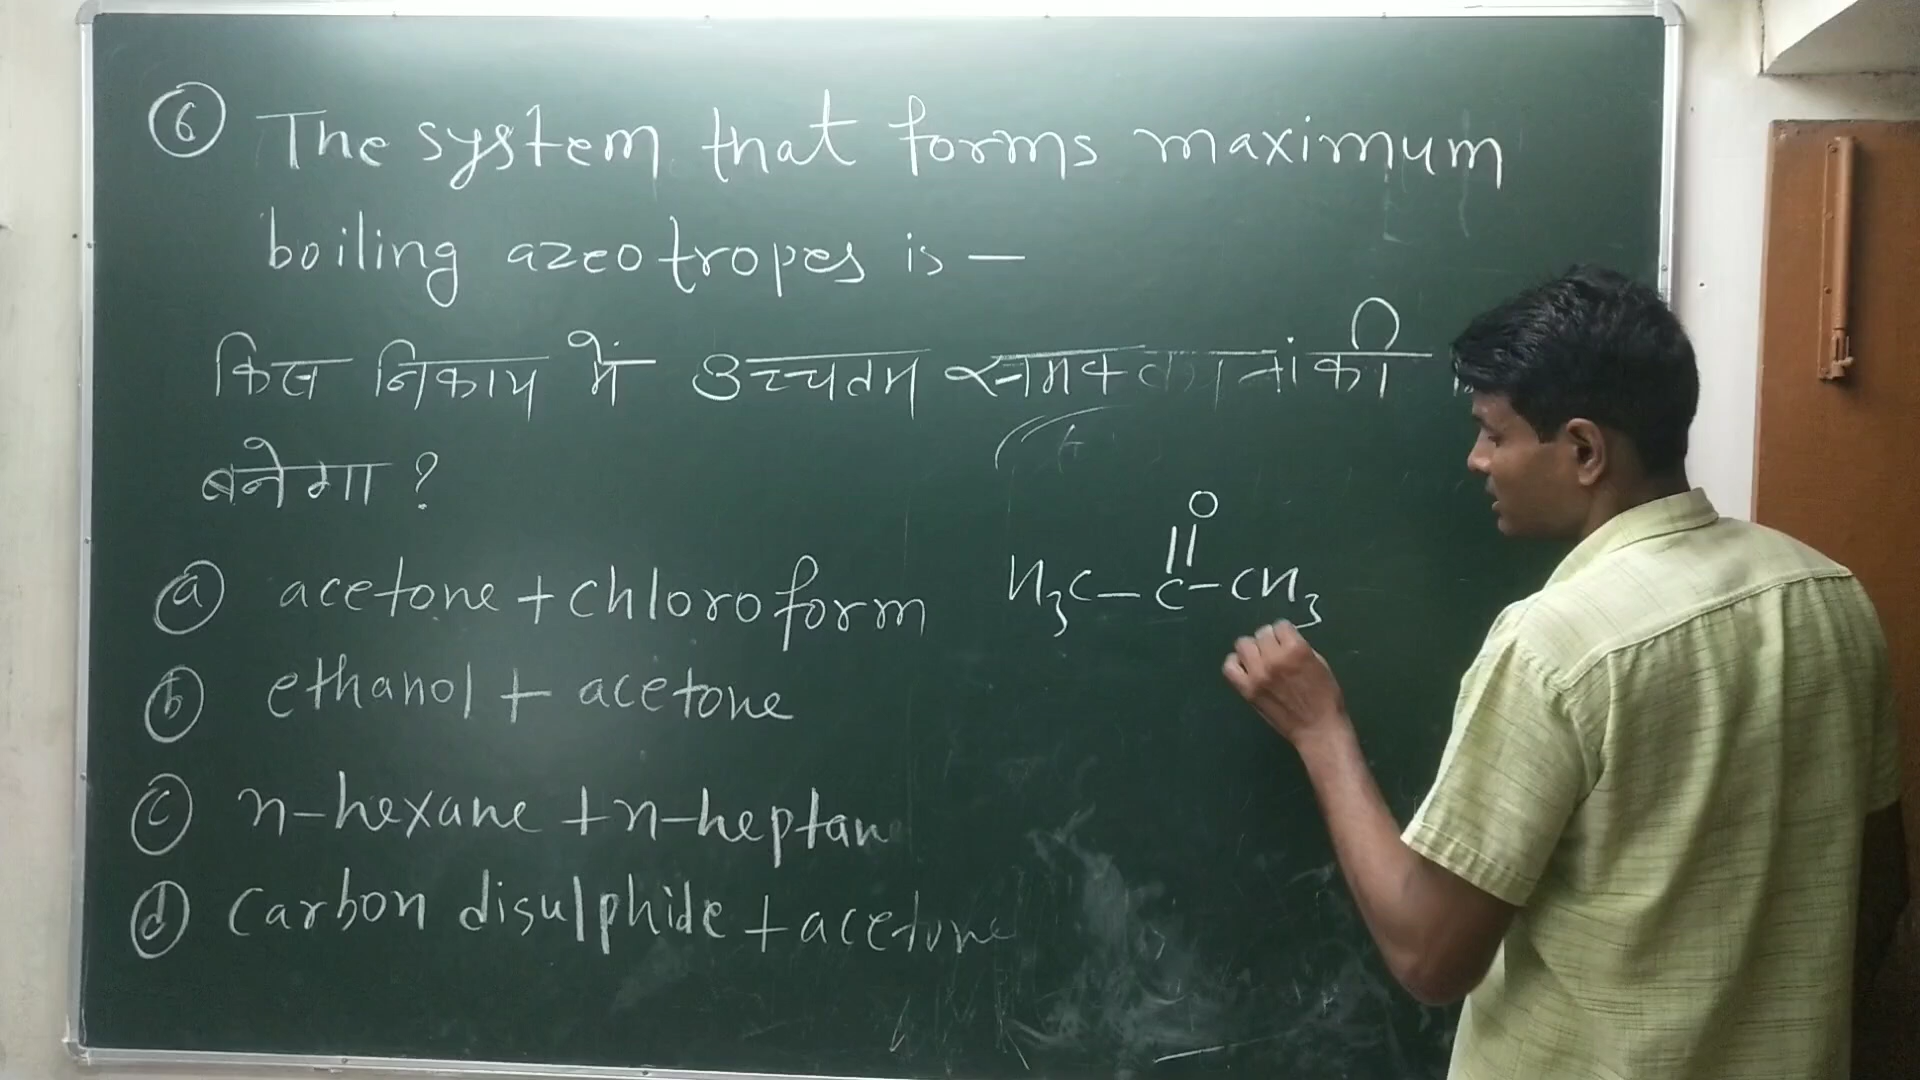 6 The system that forms maximum
boiling azeotropes is —
किस निकाय में उच्चतम
बनेगा ?
a acetone + chloroform
b ethanol + acetone
c n-hexane + n-heptan
d carbon disulphide + acetone
O
||
H3C — C - CH3